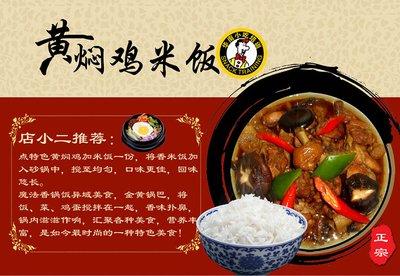 黄焖鸡米饭
SNACK TRAINING
店小二推荐：
点特色黄焖鸡加米饭一份，将香米饭加
入砂锅中，搅至均匀，口味更佳，回味
悠长。
魔法香锅饭异域美食，金黄锅巴，将
饭、菜、鸡蛋搅拌在一起，香味扑鼻，
锅内滋滋作响，汇聚各种美食，营养丰
富，是如今最时尚的一种特色美食！
正宗